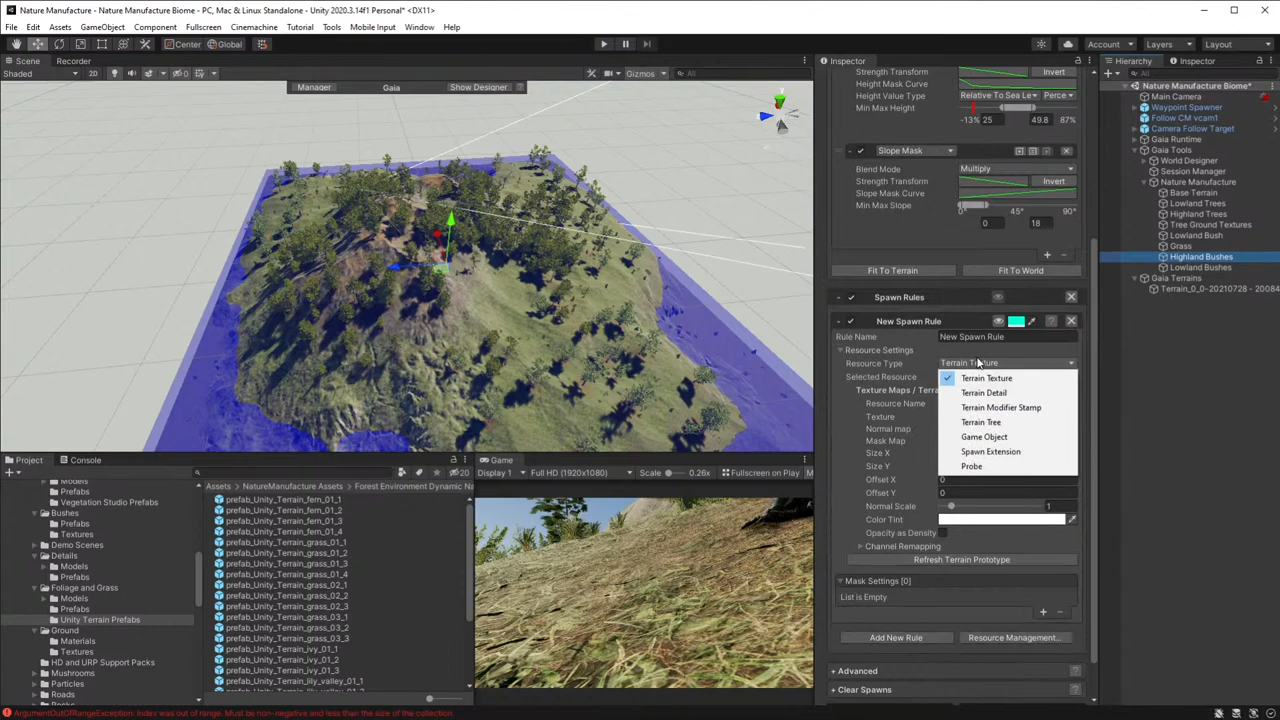 Nature Manufacture - Nature Manufacture Biome - PC, Mac & Linux Standalone - Unity 2020.3.14f1 Personal* <DX11>
File Edit Assets GameObject Component Fullscreen Cinemachine Tutorial Tools Mobile Input Window Help
Center Global Account Layers Layout
Scene Recorder
Shaded 2D 0 Gizmos All
Manager Gaia Show Designer ?
Inspector
Strength Transform Invert
Height Mask Curve
Height Value Type Relative To Sea Le Perce
Min Max Height
-13% 25 49.8 87%
Slope Mask
Blend Mode Multiply
Strength Transform Invert
Slope Mask Curve
Min Max Slope
0° 45° 90°
0 18
Fit To Terrain Fit To World
Spawn Rules
New Spawn Rule
Rule Name New Spawn Rule
Resource Settings
Resource Type Terrain Texture
Selected Resource
Texture Maps / Terra
Resource Name
Texture
Normal map
Mask Map
Size X
Size Y
Terrain Texture
Terrain Detail
Terrain Modifier Stamp
Terrain Tree
Game Object
Spawn Extension
Probe
Offset X 0
Offset Y 0
Normal Scale 1
Color Tint
Opacity as Density
Channel Remapping
Refresh Terrain Prototype
Mask Settings [0]
List is Empty
Add New Rule Resource Management...
+ Advanced ?
+ Clear Spawns ?
Hierarchy Inspector
All
Nature Manufacture Biome*
Main Camera
Waypoint Spawner
Follow CM vcam1
Camera Follow Target
Gaia Runtime
Gaia Tools
World Designer
Session Manager
Nature Manufacture
Base Terrain
Lowland Trees
Highland Trees
Tree Ground Textures
Lowland Bush
Grass
Highland Bushes
Lowland Bushes
Gaia Terrains
Terrain_0_0-20210728 - 20084
Project Console
20
Models
Prefabs
Vegetation Studio Prefabs
Bushes
Prefabs
Textures
Demo Scenes
Details
Models
Prefabs
Foliage and Grass
Models
Prefabs
Unity Terrain Prefabs
Ground
Materials
Textures
HD and URP Support Packs
Mushrooms
Particles
Roads
Assets > NatureManufacture Assets > Forest Environment Dynamic Na
prefab_Unity_Terrain_fern_01_1
prefab_Unity_Terrain_fern_01_2
prefab_Unity_Terrain_fern_01_3
prefab_Unity_Terrain_fern_01_4
prefab_Unity_Terrain_grass_01_1
prefab_Unity_Terrain_grass_01_2
prefab_Unity_Terrain_grass_01_3
prefab_Unity_Terrain_grass_01_4
prefab_Unity_Terrain_grass_02_1
prefab_Unity_Terrain_grass_02_2
prefab_Unity_Terrain_grass_02_3
prefab_Unity_Terrain_grass_03_1
prefab_Unity_Terrain_grass_03_2
prefab_Unity_Terrain_grass_03_3
prefab_Unity_Terrain_ivy_01_1
prefab_Unity_Terrain_ivy_01_2
prefab_Unity_Terrain_ivy_01_3
prefab_Unity_Terrain_lily_valley_01_1
Game
Display 1 Full HD (1920x1080) Scale 0.26x Fullscreen on Play
ArgumentOutOfRangeException: Index was out of range. Must be non-negative and less than the size of the collection.